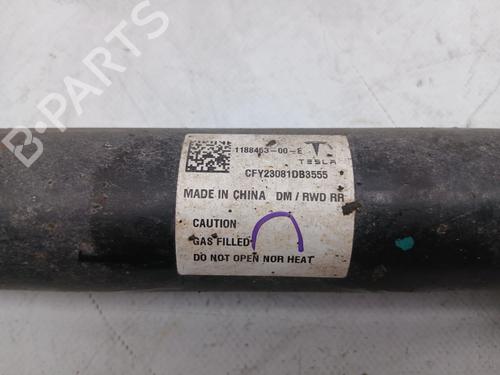 1188463-00-E
TESLA
CFY23081DB3555
MADE IN CHINA DM / RWD RR
CAUTION
GAS FILLED
DO NOT OPEN NOR HEAT
B-PARTS